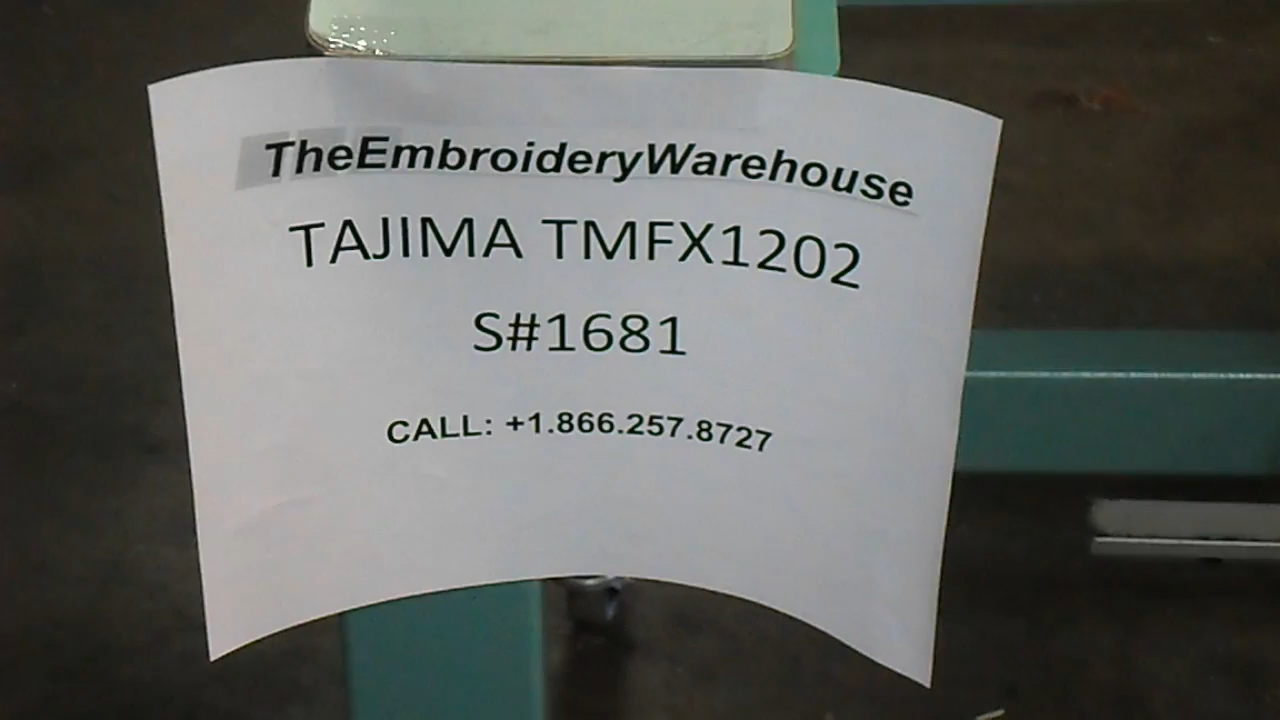 TheEmbroideryWarehouse
TAJIMA TMFX1202
S#1681
CALL: +1.866.257.8727